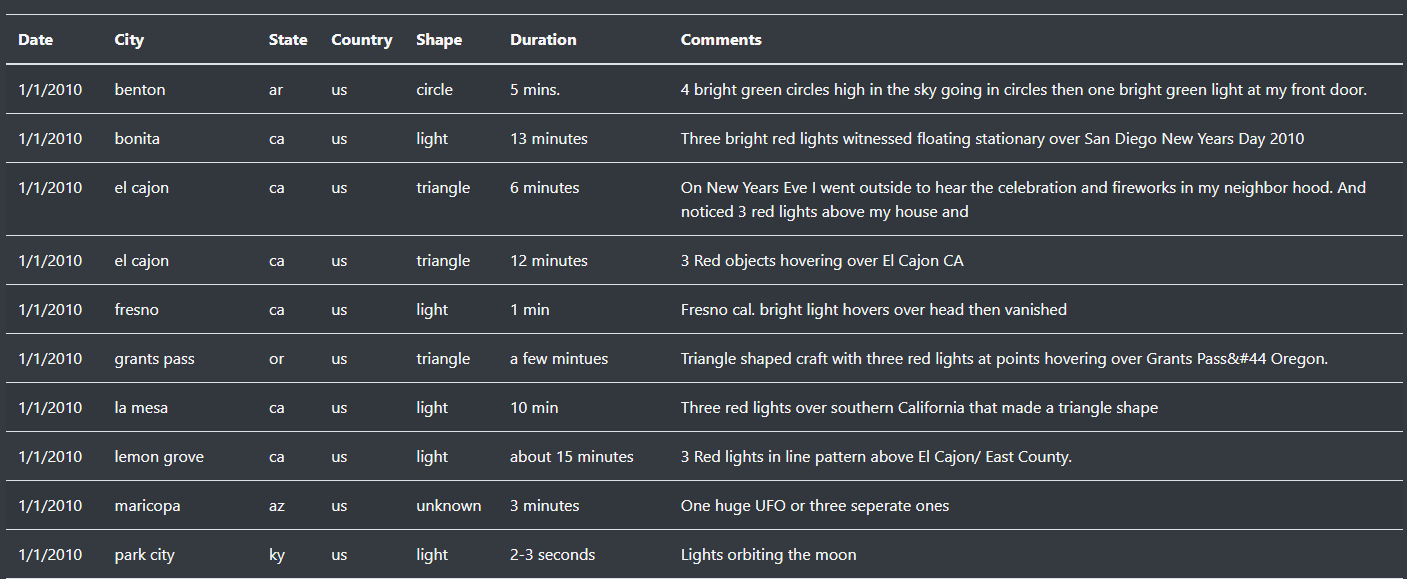 Date City State Country Shape Duration Comments
1/1/2010 benton ar us circle 5 mins. 4 bright green circles high in the sky going in circles then one bright green light at my front door.
1/1/2010 bonita ca us light 13 minutes Three bright red lights witnessed floating stationary over San Diego New Years Day 2010
1/1/2010 el cajon ca us triangle 6 minutes On New Years Eve I went outside to hear the celebration and fireworks in my neighbor hood. And
noticed 3 red lights above my house and
1/1/2010 el cajon ca us triangle 12 minutes 3 Red objects hovering over El Cajon CA
1/1/2010 fresno ca us light 1 min Fresno cal. bright light hovers over head then vanished
1/1/2010 grants pass or us triangle a few mintues Triangle shaped craft with three red lights at points hovering over Grants Pass&#44 Oregon.
1/1/2010 la mesa ca us light 10 min Three red lights over southern California that made a triangle shape
1/1/2010 lemon grove ca us light about 15 minutes 3 Red lights in line pattern above El Cajon/ East County.
1/1/2010 maricopa az us unknown 3 minutes One huge UFO or three seperate ones
1/1/2010 park city ky us light 2-3 seconds Lights orbiting the moon